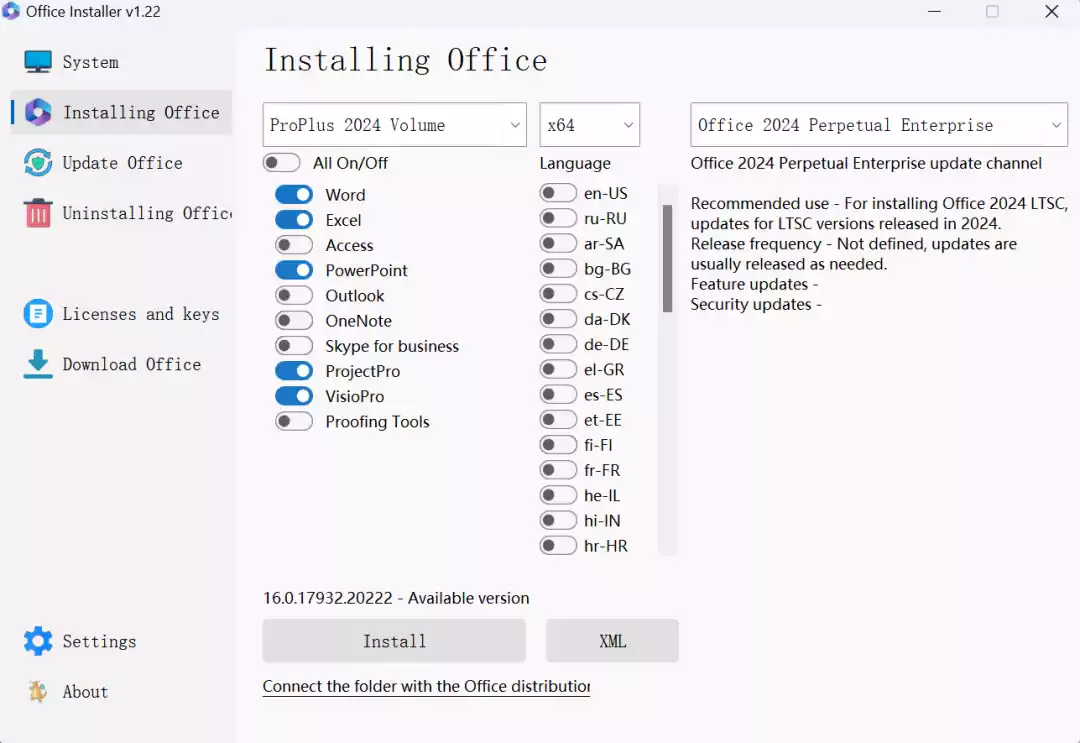 Office Installer v1.22
System
Installing Office
Update Office
Uninstalling Offic
Licenses and keys
Download Office
Settings
About
Installing Office
ProPlus 2024 Volume
x64
Office 2024 Perpetual Enterprise
All On/Off
Word
Excel
Access
PowerPoint
Outlook
OneNote
Skype for business
ProjectPro
VisioPro
Proofing Tools
Language
en-US
ru-RU
ar-SA
bg-BG
cs-CZ
da-DK
de-DE
el-GR
es-ES
et-EE
fi-FI
fr-FR
he-IL
hi-IN
hr-HR
Office 2024 Perpetual Enterprise update channel
Recommended use - For installing Office 2024 LTSC,
updates for LTSC versions released in 2024.
Release frequency - Not defined, updates are
usually released as needed.
Feature updates -
Security updates -
16.0.17932.20222 - Available version
Install
XML
Connect the folder with the Office distribution